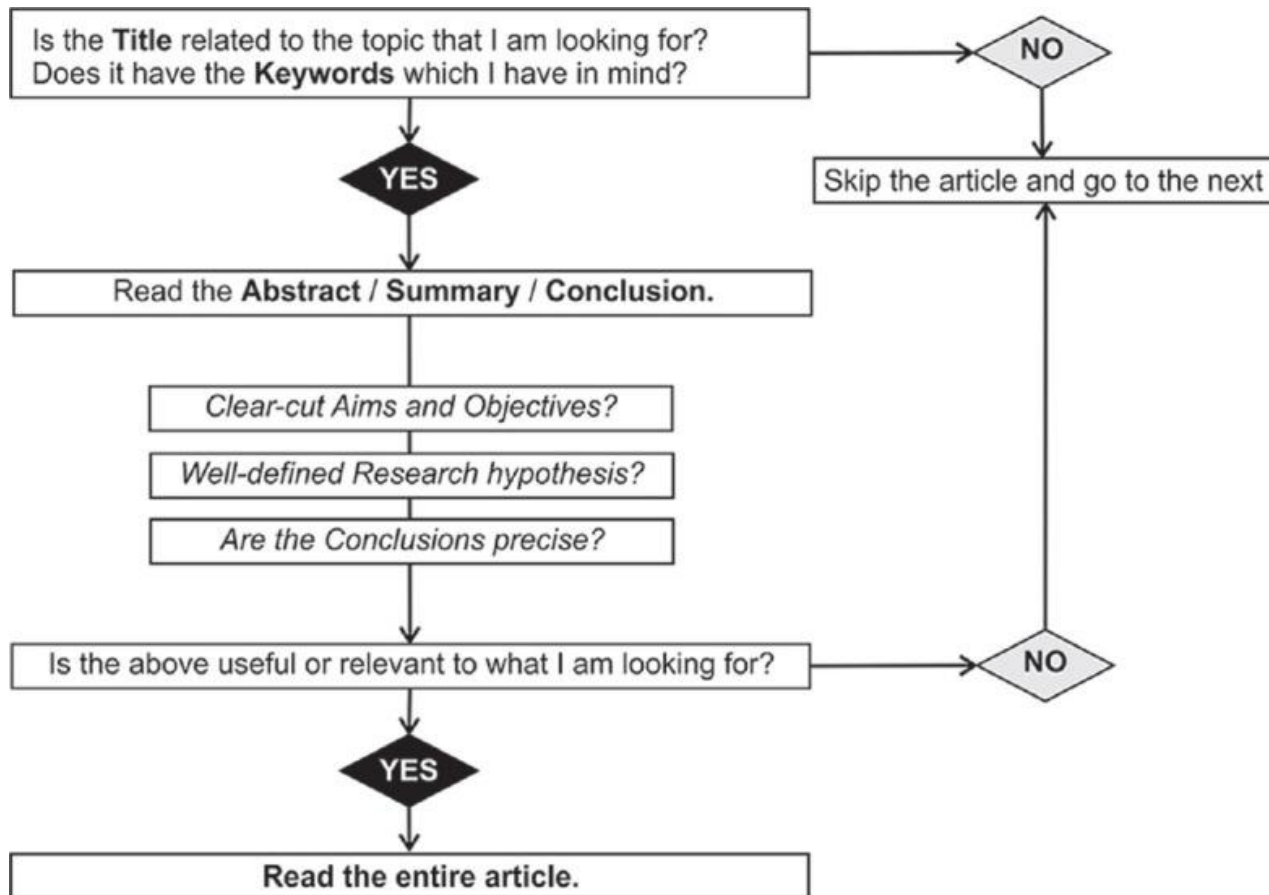 Is the Title related to the topic that I am looking for?
Does it have the Keywords which I have in mind?
NO
YES
Skip the article and go to the next
Read the Abstract / Summary / Conclusion.
Clear-cut Aims and Objectives?
Well-defined Research hypothesis?
Are the Conclusions precise?
Is the above useful or relevant to what I am looking for?
NO
YES
Read the entire article.